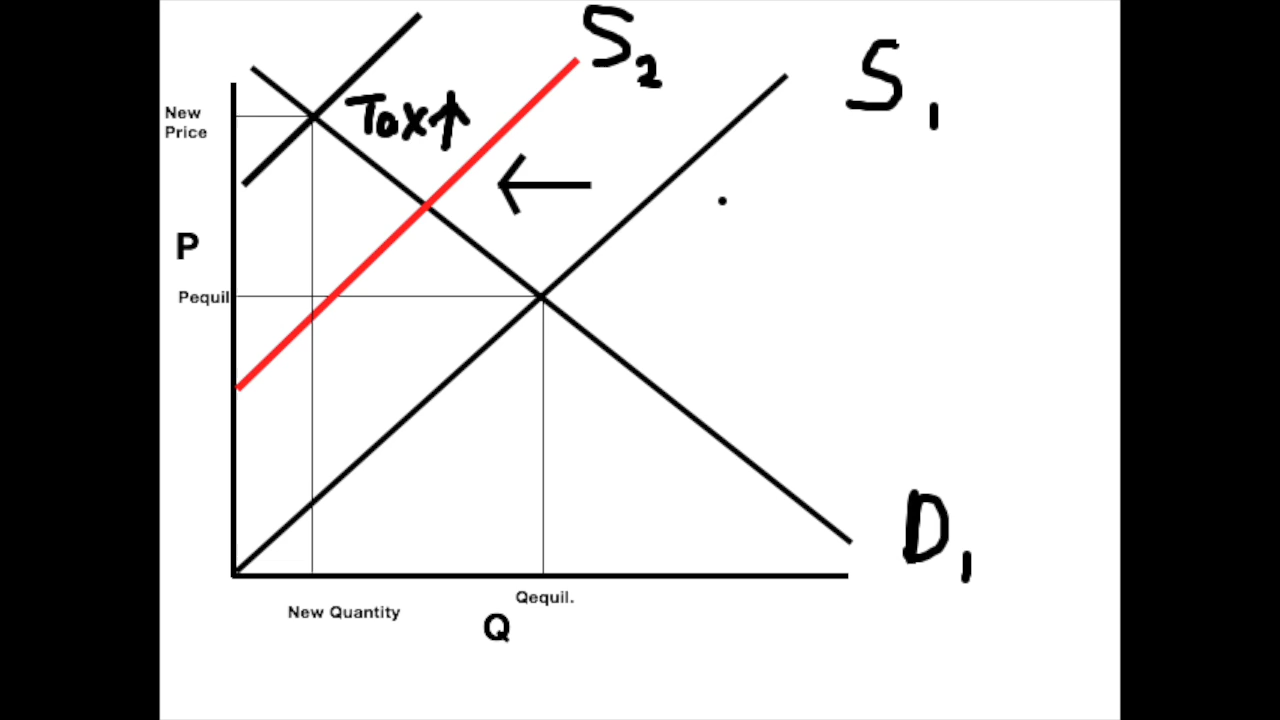 S2
S1
New
Price
Tax↑
P
Pequil
D1
Qequil.
New Quantity
Q